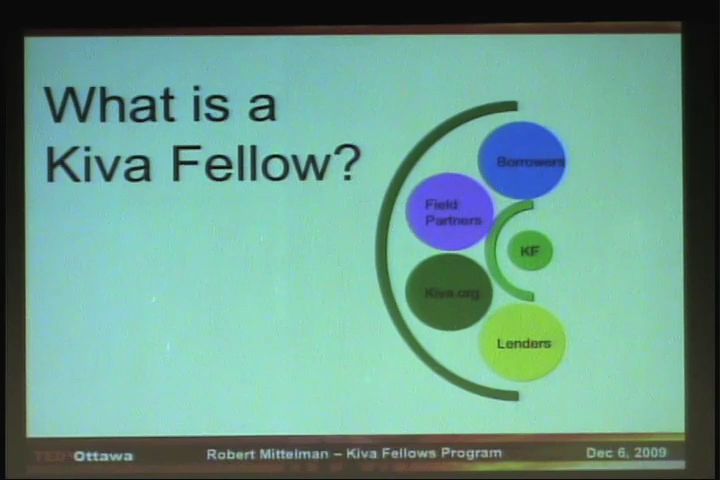 What is a
Kiva Fellow?
Borrowers
Field
Partners
KF
Kiva.org
Lenders
TEDxOttawa
Robert Mittelman – Kiva Fellows Program
Dec 6, 2009